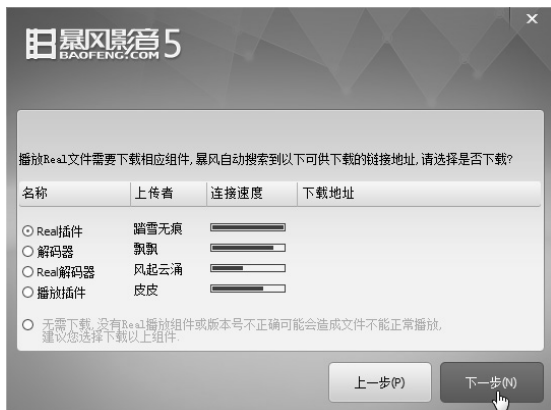 暴风影音5
BAOFENG.COM
播放Real文件需要下载相应组件,暴风自动搜索到以下可供下载的链接地址,请选择是否下载?
名称 上传者 连接速度 下载地址
Real插件 踏雪无痕
解码器 飘飘
Real解码器 风起云涌
播放插件 皮皮
无需下载,没有Real播放组件或版本号不正确可能会造成文件不能正常播放,
建议您选择下载以上组件.
上一步(P) 下一步(N)